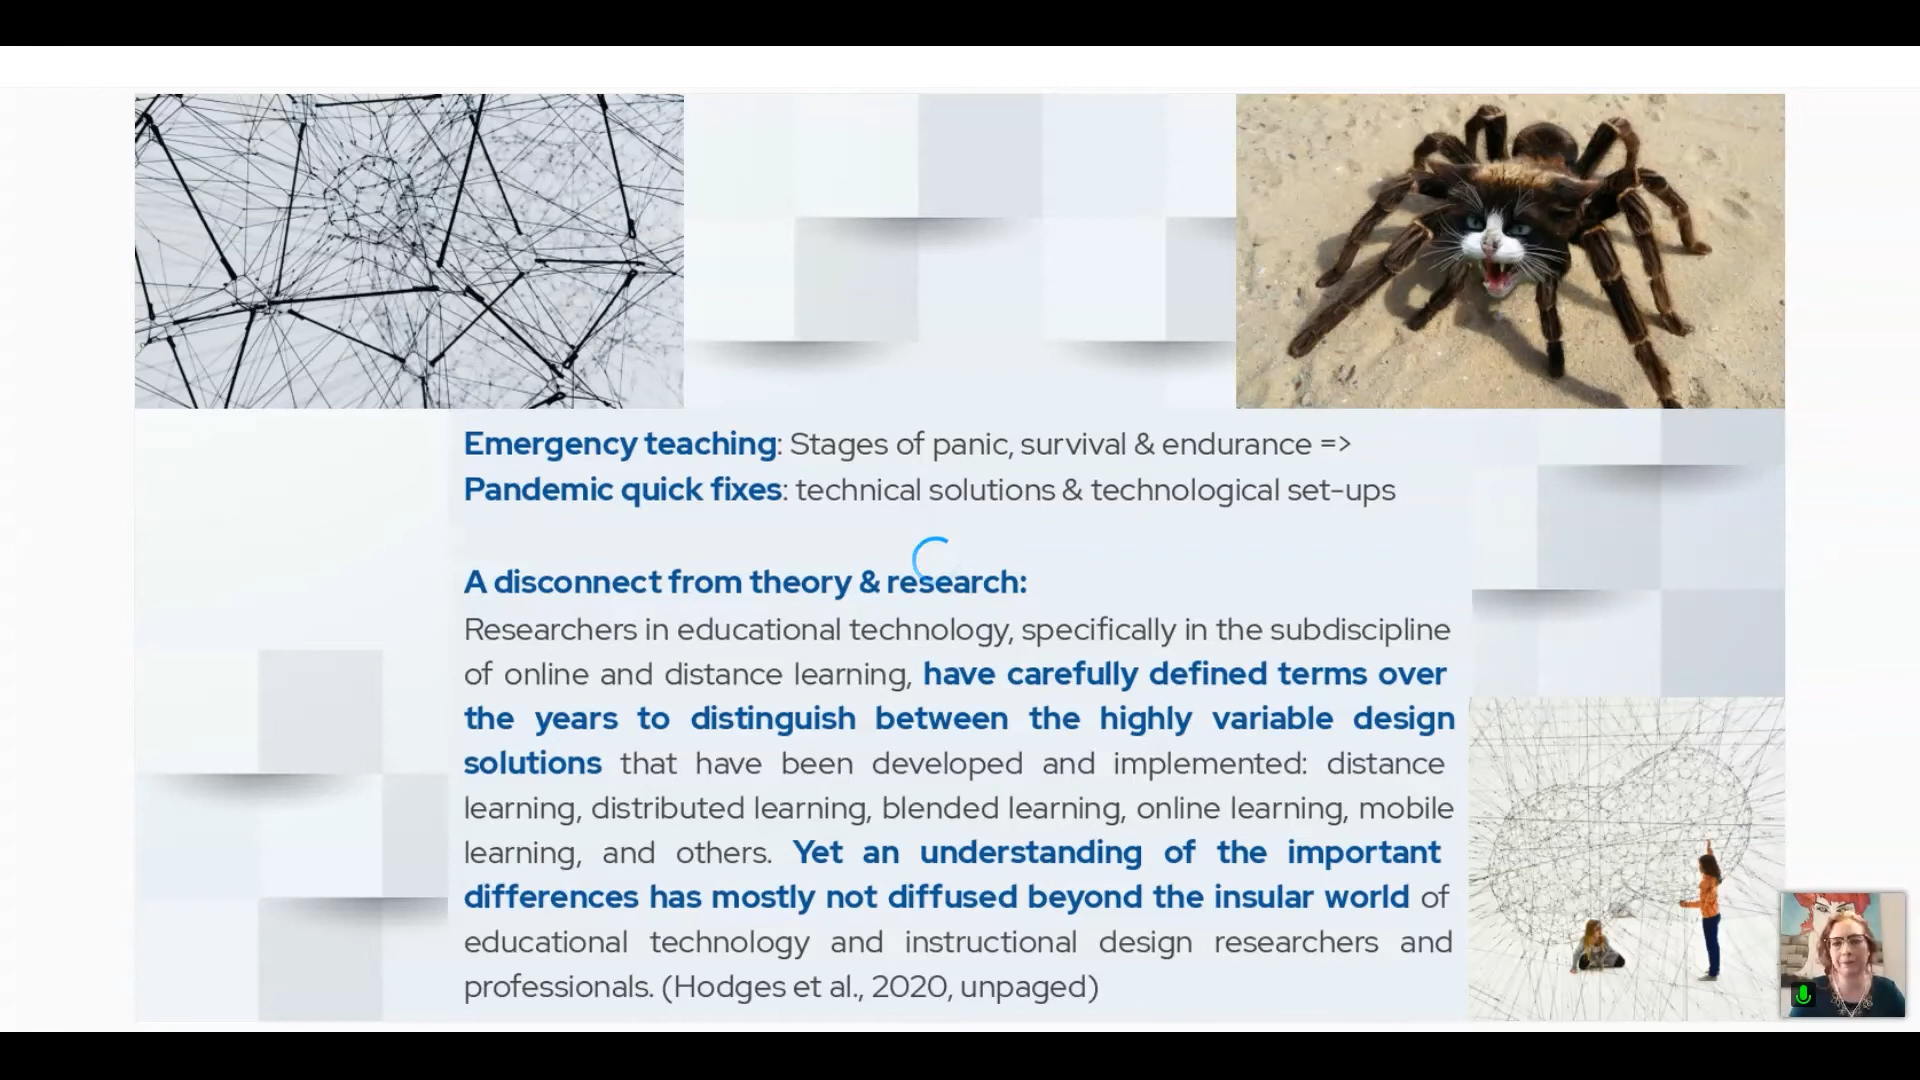 Emergency teaching: Stages of panic, survival & endurance =>
Pandemic quick fixes: technical solutions & technological set-ups
A disconnect from theory & research:
Researchers in educational technology, specifically in the subdiscipline
of online and distance learning, have carefully defined terms over
the years to distinguish between the highly variable design
solutions that have been developed and implemented: distance
learning, distributed learning, blended learning, online learning, mobile
learning, and others. Yet an understanding of the important
differences has mostly not diffused beyond the insular world of
educational technology and instructional design researchers and
professionals. (Hodges et al., 2020, unpaged)